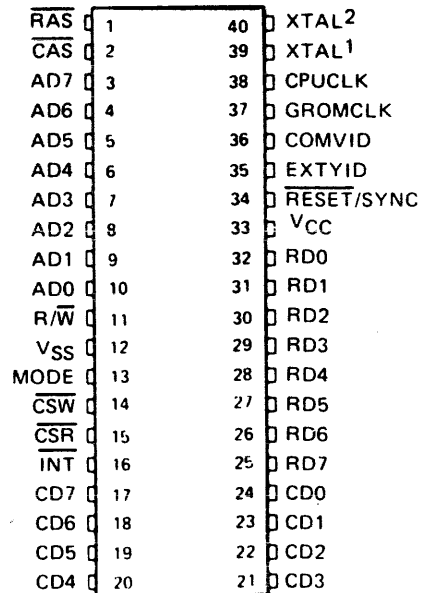 RAS 1 40 XTAL2
CAS 2 39 XTAL1
AD7 3 38 CPUCLK
AD6 4 37 GROMCLK
AD5 5 36 COMVID
AD4 6 35 EXTYID
AD3 7 34 RESET/SYNC
AD2 8 33 VCC
AD1 9 32 RD0
AD0 10 31 RD1
R/W 11 30 RD2
VSS 12 29 RD3
MODE 13 28 RD4
CSW 14 27 RD5
CSR 15 26 RD6
INT 16 25 RD7
CD7 17 24 CD0
CD6 18 23 CD1
CD5 19 22 CD2
CD4 20 21 CD3